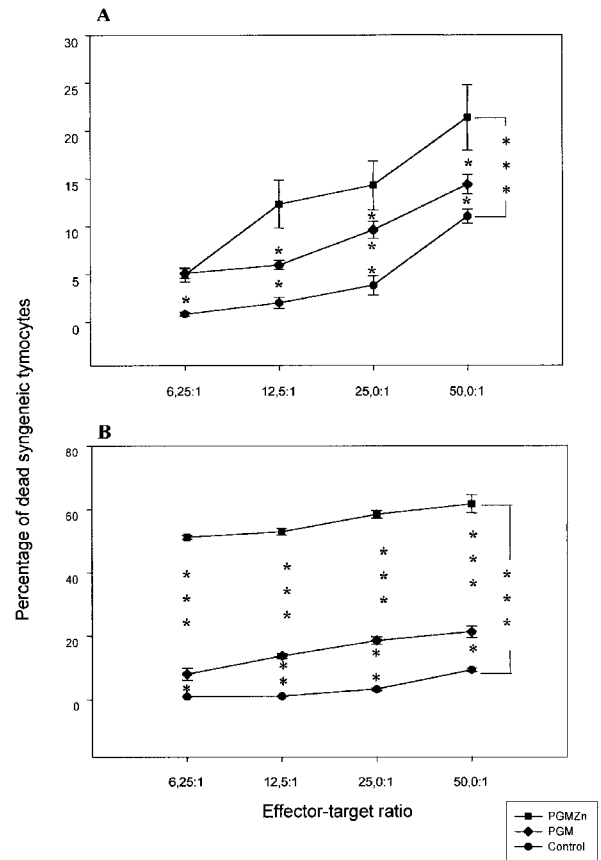 A
30
25
20
15
10
5
0
* * * * * * * * * * *
6,25:1 12,5:1 25,0:1 50,0:1
B
80
60
40
20
0
6,25:1 12,5:1 25,0:1 50,0:1
Percentage of dead syngeneic tymocytes
Effector-target ratio
PGMZn
PGM
Control